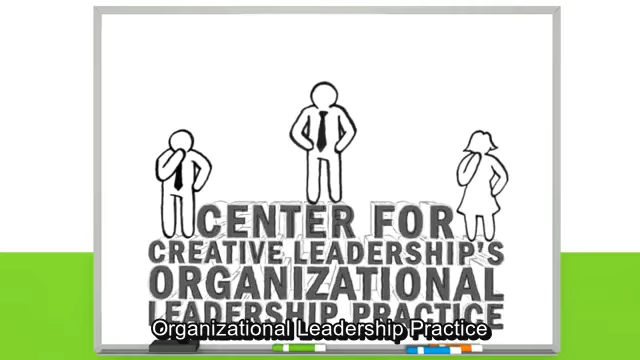 CENTER FOR
CREATIVE LEADERSHIP'S
ORGANIZATIONAL
LEADERSHIP PRACTICE
Organizational Leadership Practice